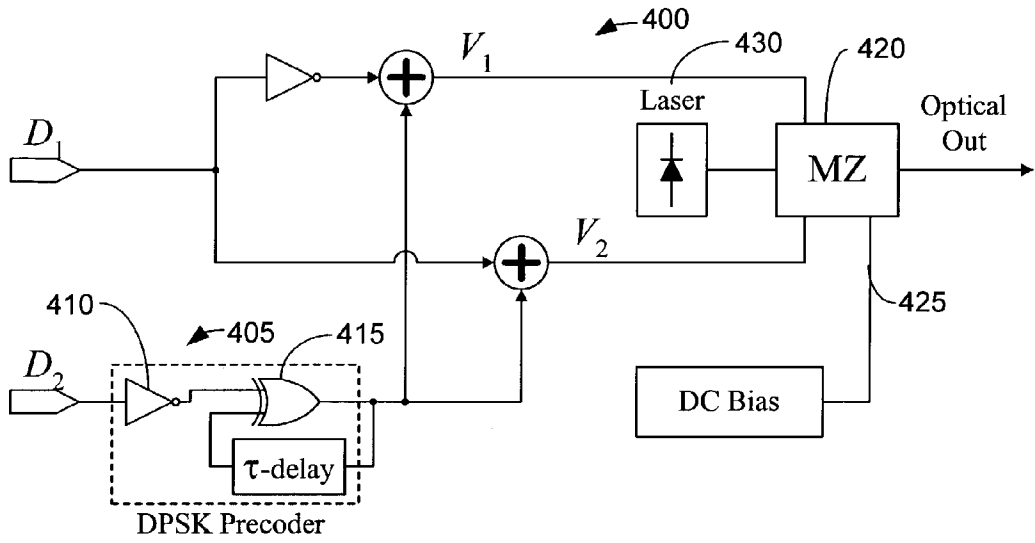 400
V1
430
420
Laser
Optical
Out
D1
MZ
V2
425
410
405
415
D2
DC Bias
τ-delay
DPSK Precoder